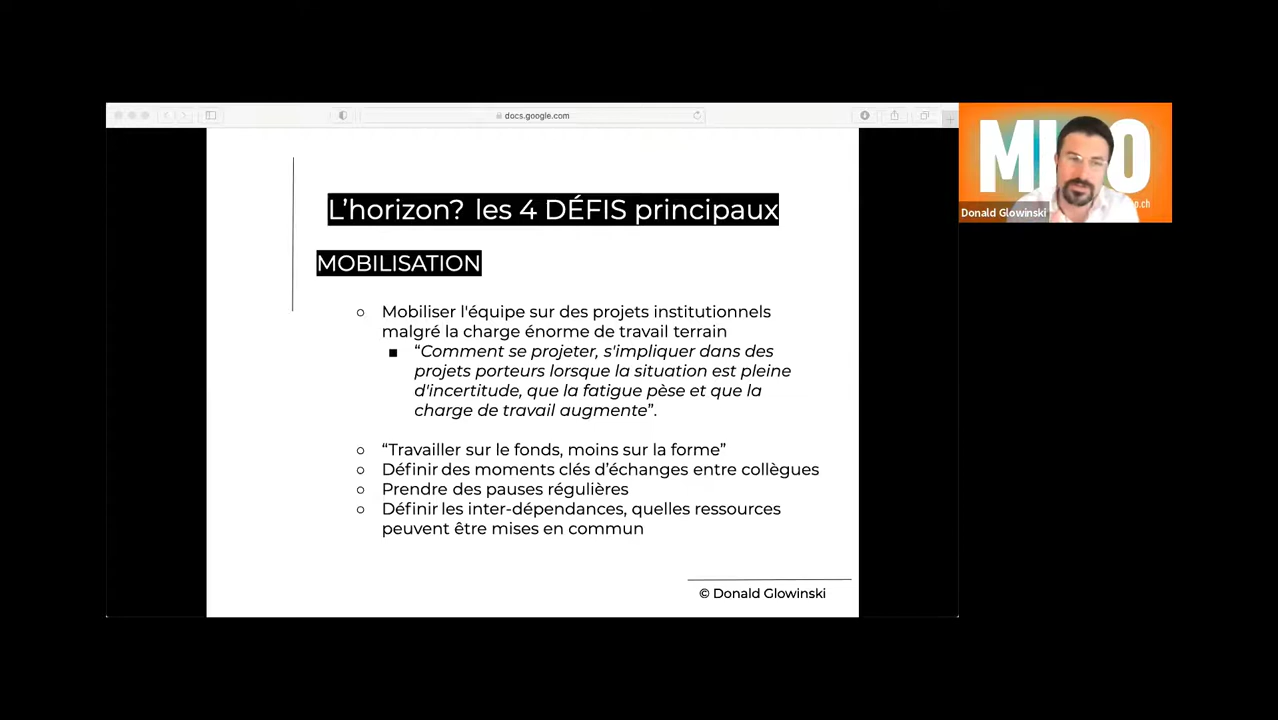 docs.google.com
L'horizon? les 4 DÉFIS principaux
MOBILISATION
Mobiliser l'équipe sur des projets institutionnels
malgré la charge énorme de travail terrain
“Comment se projeter, s'impliquer dans des
projets porteurs lorsque la situation est pleine
d'incertitude, que la fatigue pèse et que la
charge de travail augmente”.
“Travailler sur le fonds, moins sur la forme”
Définir des moments clés d’échanges entre collègues
Prendre des pauses régulières
Définir les inter-dépendances, quelles ressources
peuvent être mises en commun
© Donald Glowinski
Donald Glowinski